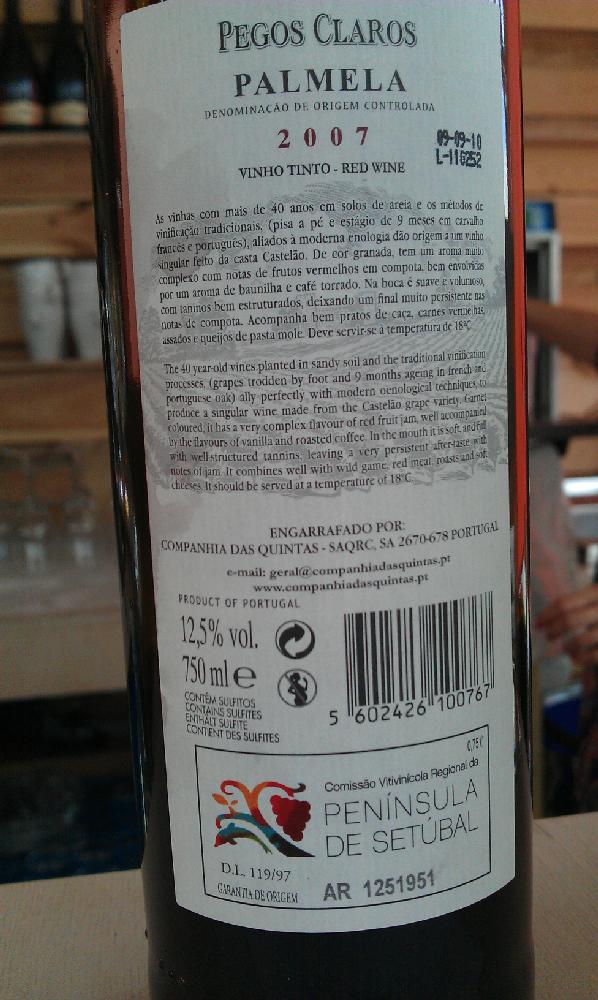 PEGOS CLAROS
PALMELA
DENOMINAÇÃO DE ORIGEM CONTROLADA
2007
09-09-10
L-110252
VINHO TINTO - RED WINE
As vinhas com mais de 40 anos em solos de areia e os métodos de
vinificação tradicionais, (pisa a pé e estágio de 9 meses em carvalho
francês e português), aliados à moderna enologia dão origem a um vinho
singular feito da casta Castelão. De cor granada, tem um aroma muito
complexo com notas de frutos vermelhos em compota, bem envolvidas
por um aroma de baunilha e café torrado. Na boca é suave e volumoso,
com taninos bem estruturados, deixando um final muito persistente nas
notas de compota. Acompanha bem pratos de caça, carnes vermelhas,
assados e queijos de pasta mole. Deve servir-se à temperatura de 18ºC.
The 40 year-old vines planted in sandy soil and the traditional vinification
processes, (grapes trodden by foot and 9 months ageing in french and
portuguese oak) ally perfectly with modern oenological techniques, to
produce a singular wine made from the Castelão grape variety. Garnet
coloured, it has a very complex flavour of red fruit jam, well accompanied
by the flavours of vanilla and roasted coffee. In the mouth it is soft, and full
with well-structured tannins, leaving a very persistent after-taste with
notes of jam. It combines well with wild game, red meat, roasts and soft
cheeses. It should be served at a temperature of 18ºC.
ENGARRAFADO POR:
COMPANHIA DAS QUINTAS - SAQRC, SA 2670-678 PORTUGAL
e-mail: geral@companhiadasquintas.pt
www.companhiadasquintas.pt
PRODUCT OF PORTUGAL
12,5% vol.
750 ml e
CONTÉM SULFITOS
CONTAINS SULFITES
ENTHÄLT SULFITE
CONTIENT DES SULFITES
5 602426 100767
0,75 ℓ
Comissão Vitivinícola Regional da
PENÍNSULA
DE SETÚBAL
D.L. 119/97
GARANTIA DE ORIGEM
AR 1251951